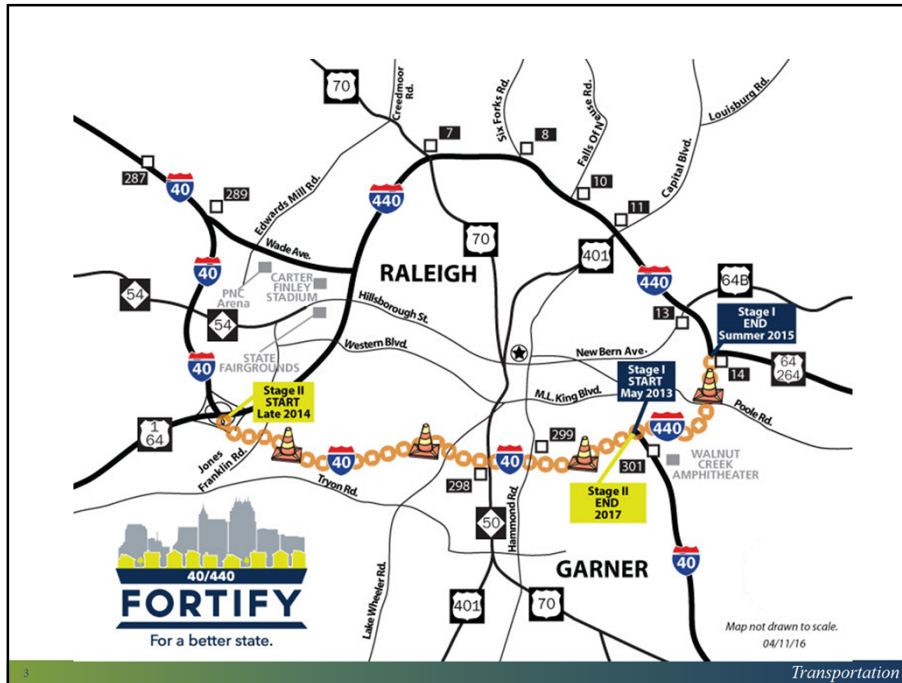 70
Creedmoor
Rd.
Six Forks Rd.
Falls Of Neuse Rd.
Louisburg Rd.
7
8
287
40
289
Edwards Mill Rd.
440
10
Capital Blvd.
11
Wade Ave.
70
401
RALEIGH
40
440
64B
54
PNC
Arena
CARTER
FINLEY
STADIUM
54
Hillsborough St.
13
Stage I
END
Summer 2015
STATE
FAIRGROUNDS
Western Blvd.
New Bern Ave.
40
Stage I
START
May 2013
14
64
264
Stage II
START
Late 2014
M.L. King Blvd.
Poole Rd.
1
64
440
Jones
Franklin Rd.
40
299
40
301
WALNUT
CREEK
AMPHITHEATER
Tryon Rd.
298
Stage II
END
2017
Hammond Rd.
50
40/440
FORTIFY
For a better state.
Lake Wheeler Rd.
GARNER
40
401
70
Map not drawn to scale.
04/11/16
3
Transportation